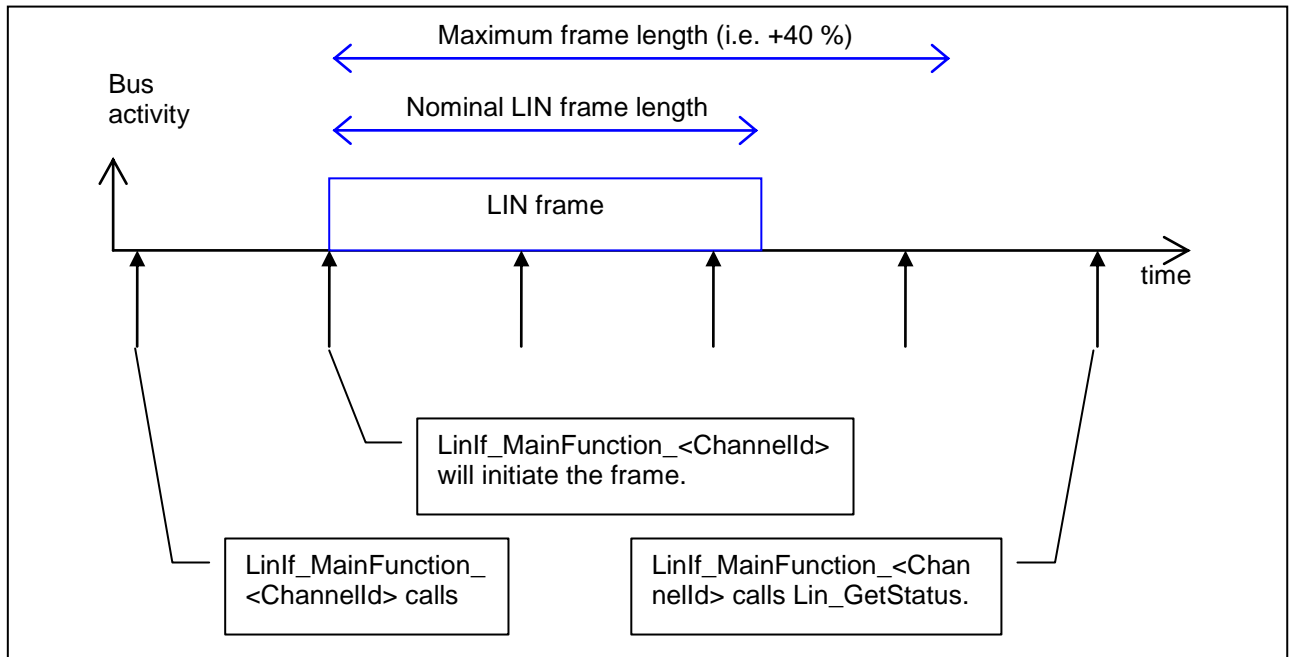 Maximum frame length (i.e. +40 %)
Bus
activity
Nominal LIN frame length
LIN frame
time
LinIf_MainFunction_<ChannelId>
will initiate the frame.
LinIf_MainFunction_
<ChannelId> calls
LinIf_MainFunction_<Chan
nelId> calls Lin_GetStatus.